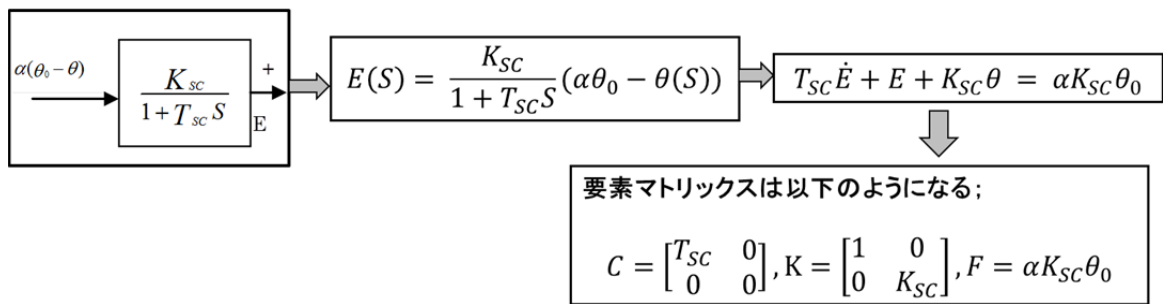 α(θ₀ − θ)
K_SC / (1 + T_SC S)
+
E
E(S) = K_SC / (1 + T_SC S) (αθ₀ − θ(S))
T_SC Ė + E + K_SC θ = αK_SC θ₀
要素マトリックスは以下のようになる;
C = [T_SC 0; 0 0], K = [1 0; 0 K_SC], F = αK_SC θ₀